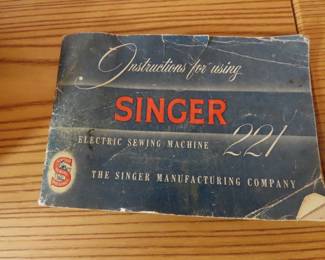 Instructions for using
SINGER
ELECTRIC SEWING MACHINE 221
S
THE SINGER MANUFACTURING COMPANY